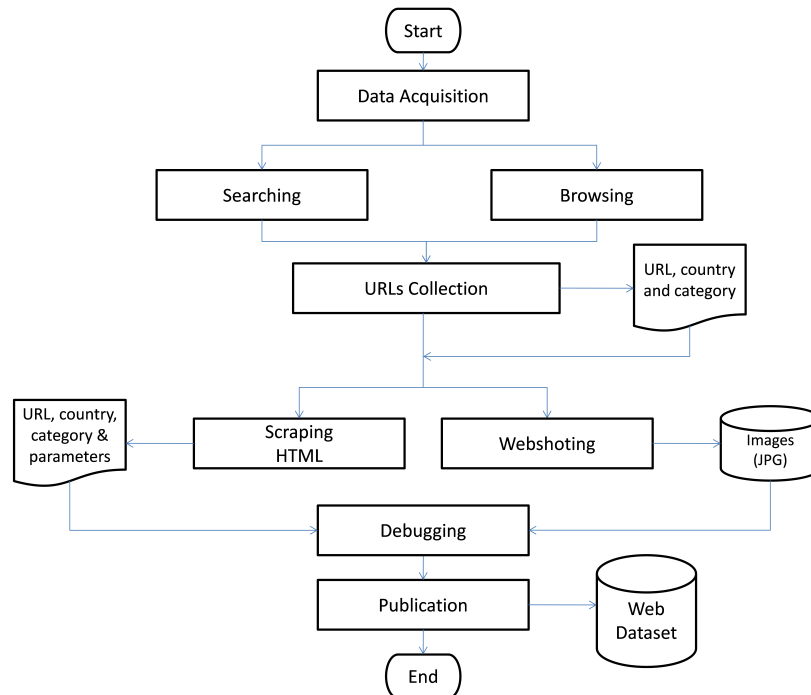 Start
Data Acquisition
Searching
Browsing
URLs Collection
URL, country
and category
URL, country,
category &
parameters
Scraping
HTML
Webshoting
Images
(JPG)
Debugging
Publication
Web
Dataset
End